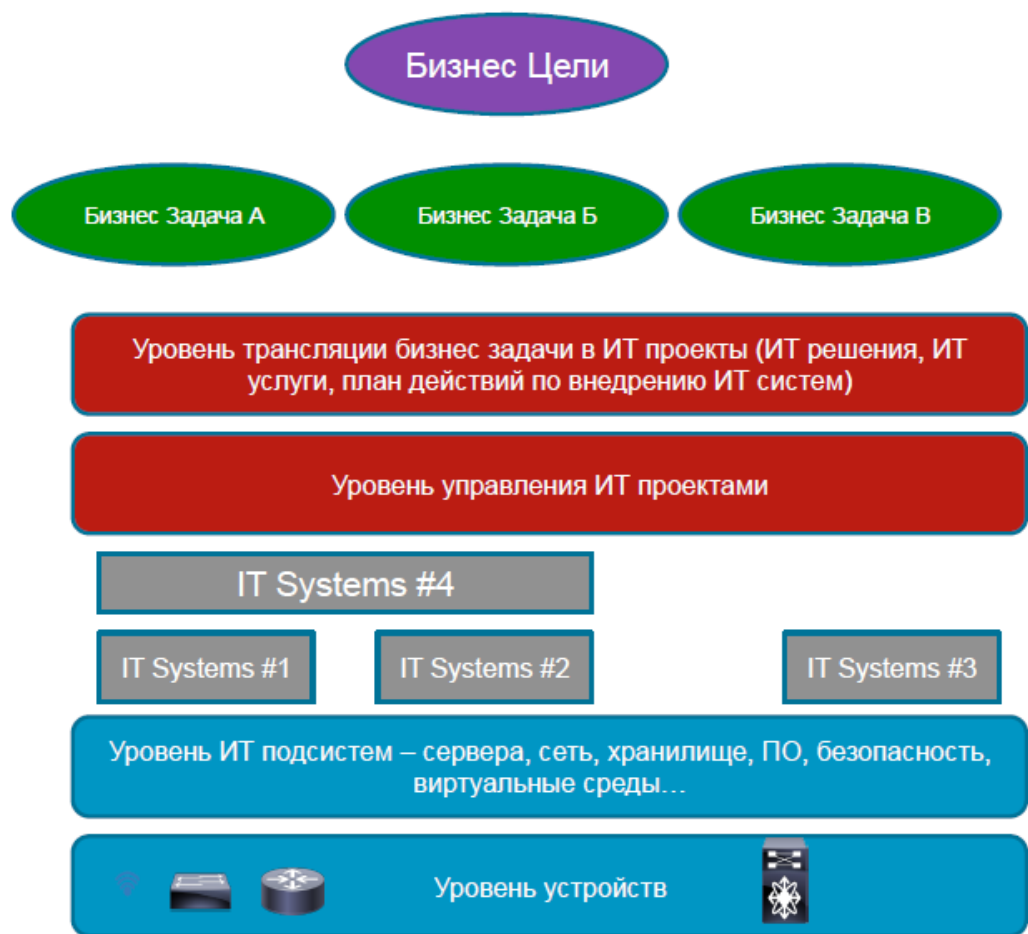 Бизнес Цели
Бизнес Задача А
Бизнес Задача Б
Бизнес Задача В
Уровень трансляции бизнес задачи в ИТ проекты (ИТ решения, ИТ
услуги, план действий по внедрению ИТ систем)
Уровень управления ИТ проектами
IT Systems #4
IT Systems #1
IT Systems #2
IT Systems #3
Уровень ИТ подсистем – сервера, сеть, хранилище, ПО, безопасность,
виртуальные среды...
Уровень устройств